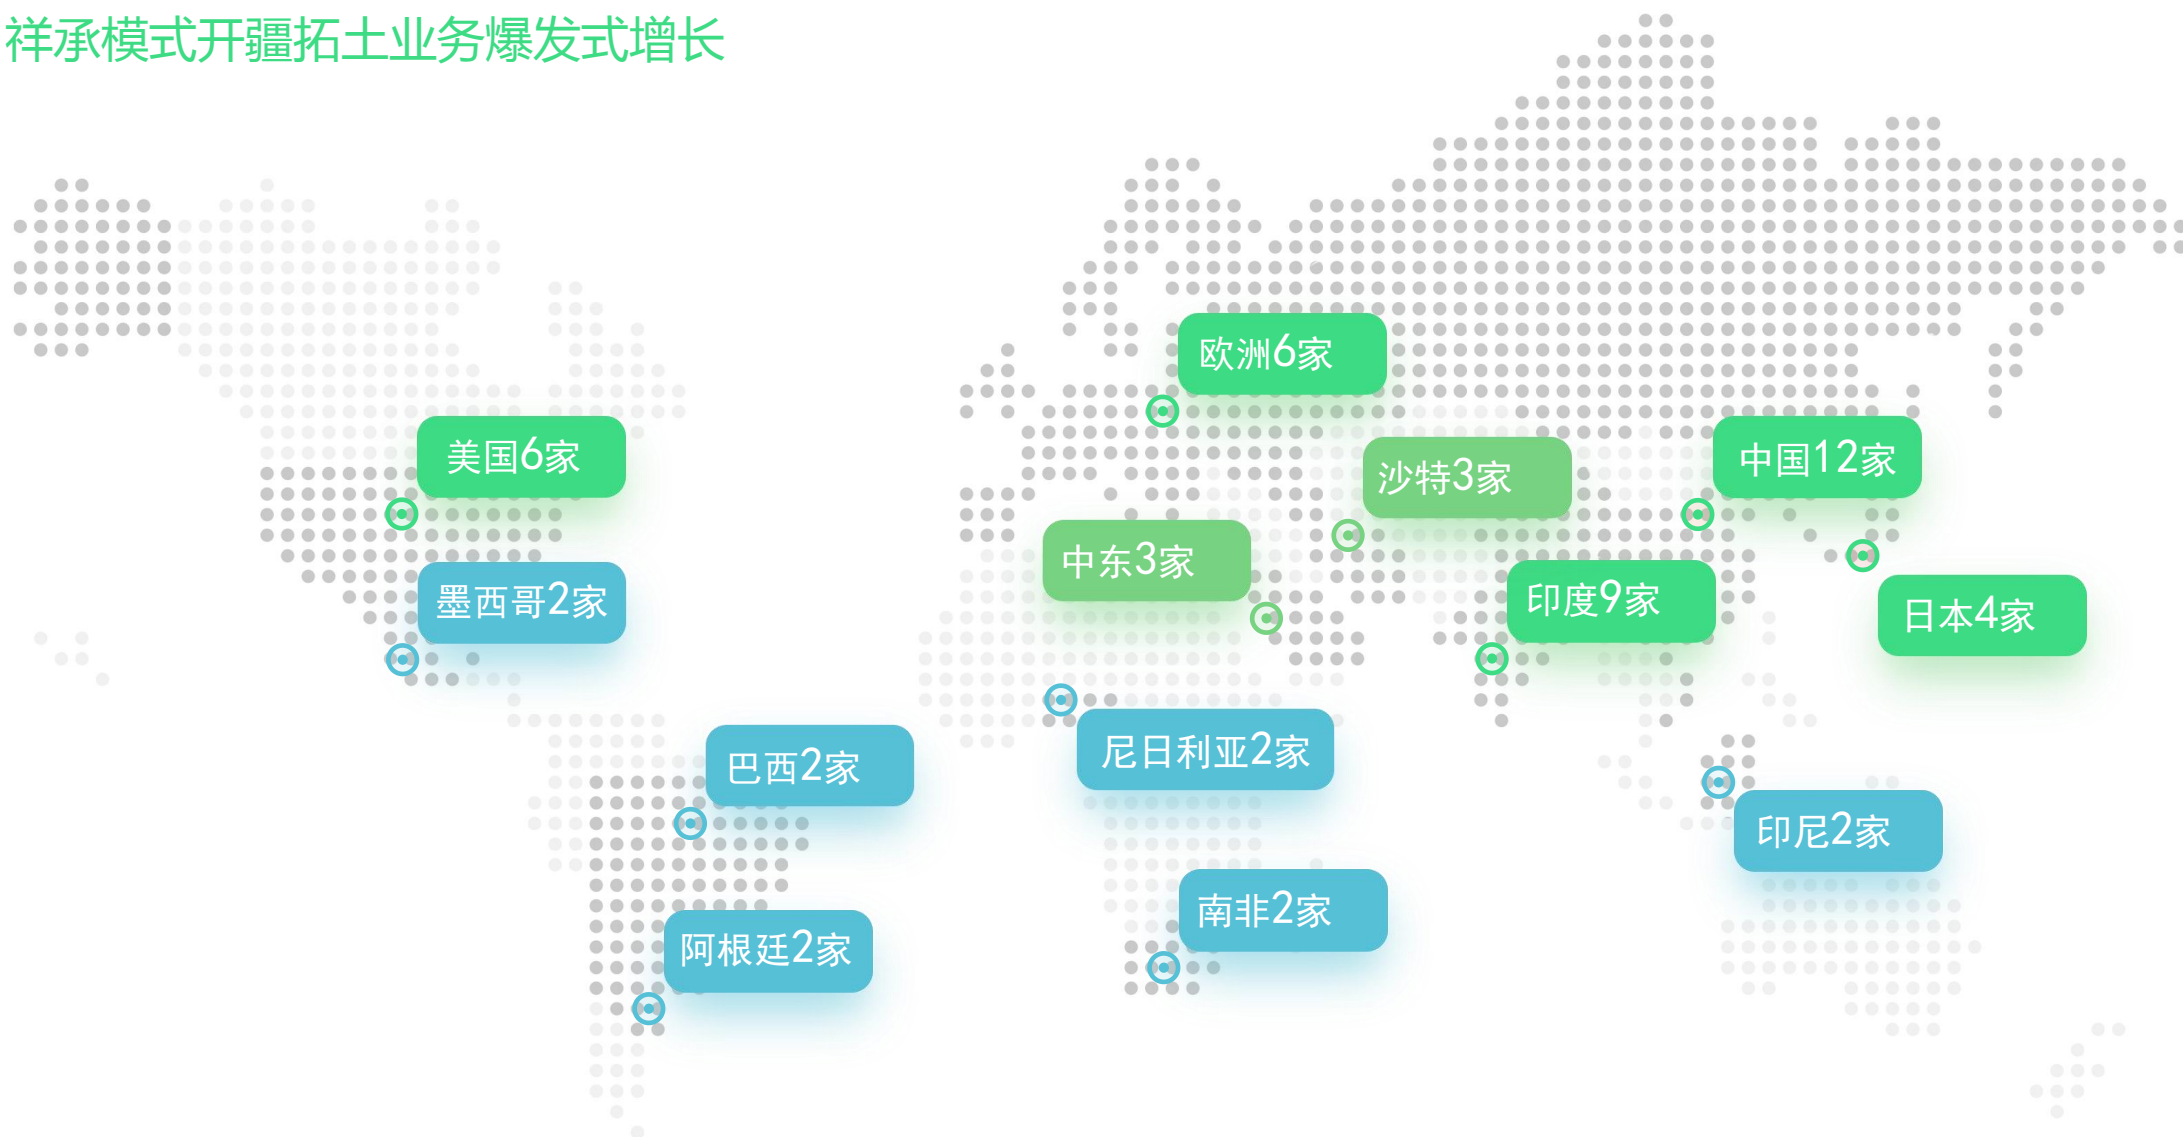 祥承模式开疆拓土业务爆发式增长
欧洲6家
美国6家
沙特3家
中国12家
中东3家
墨西哥2家
印度9家
日本4家
巴西2家
尼日利亚2家
印尼2家
南非2家
阿根廷2家